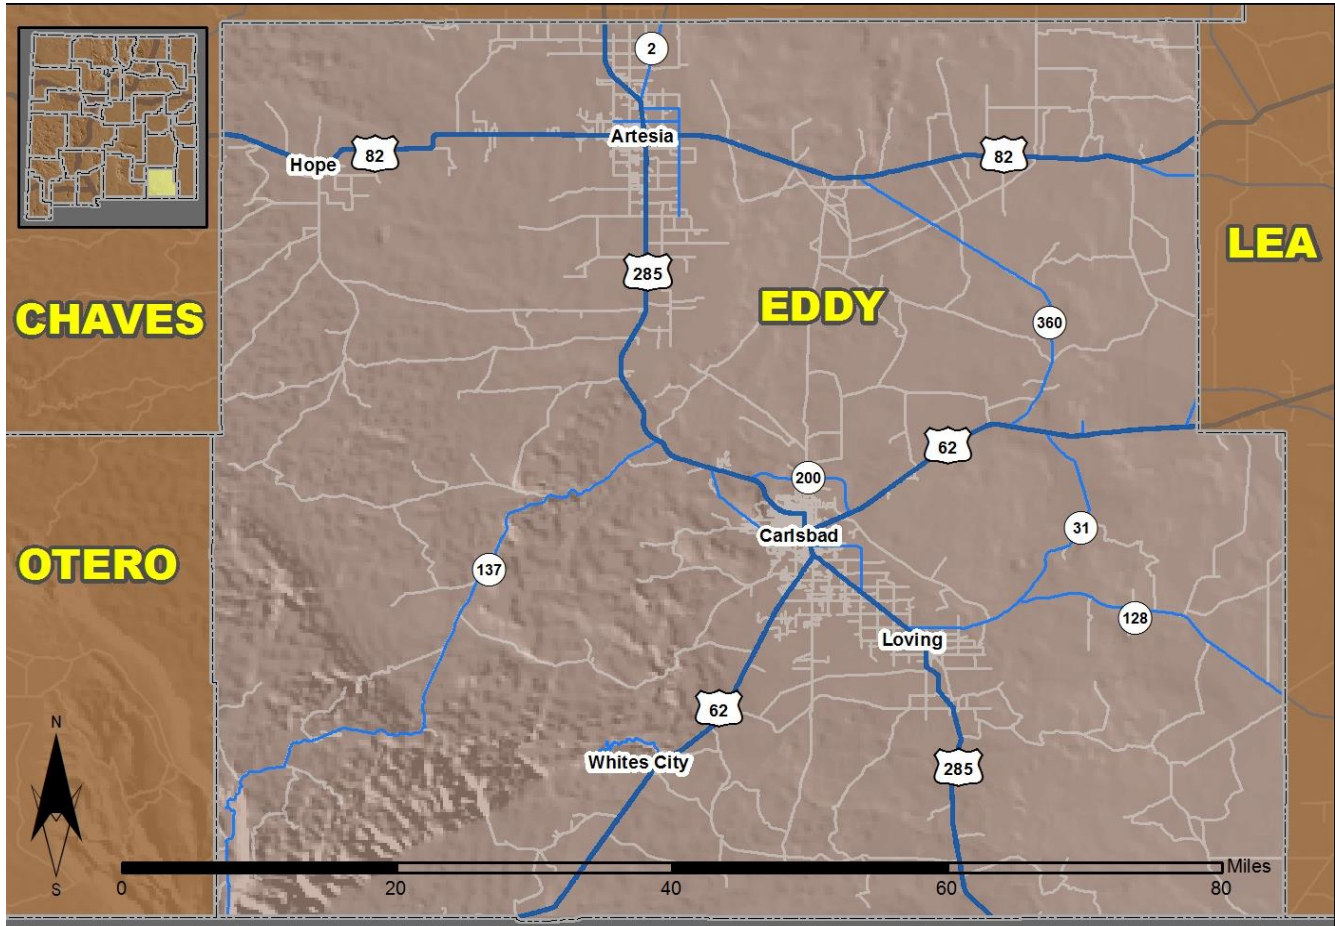 2
Artesia
Hope
82
82
LEA
285
EDDY
CHAVES
360
62
200
31
Carlsbad
OTERO
137
128
Loving
62
N
Whites City
285
S
Miles
0
20
40
60
80